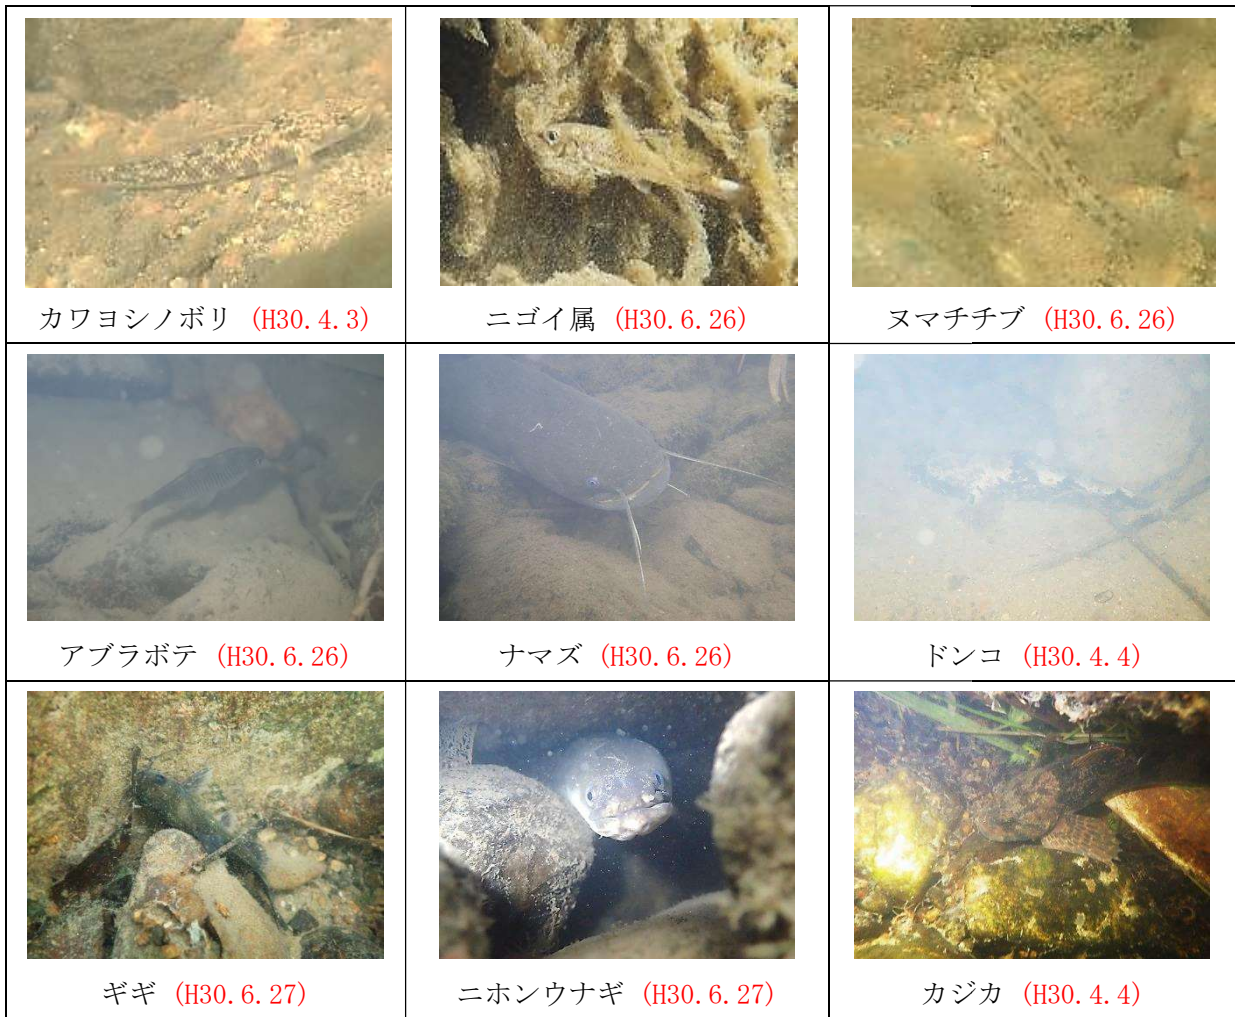 カワヨシノボリ (H30.4.3)
ニゴイ属 (H30.6.26)
ヌマチチブ (H30.6.26)
アブラボテ (H30.6.26)
ナマズ (H30.6.26)
ドンコ (H30.4.4)
ギギ (H30.6.27)
ニホンウナギ (H30.6.27)
カジカ (H30.4.4)